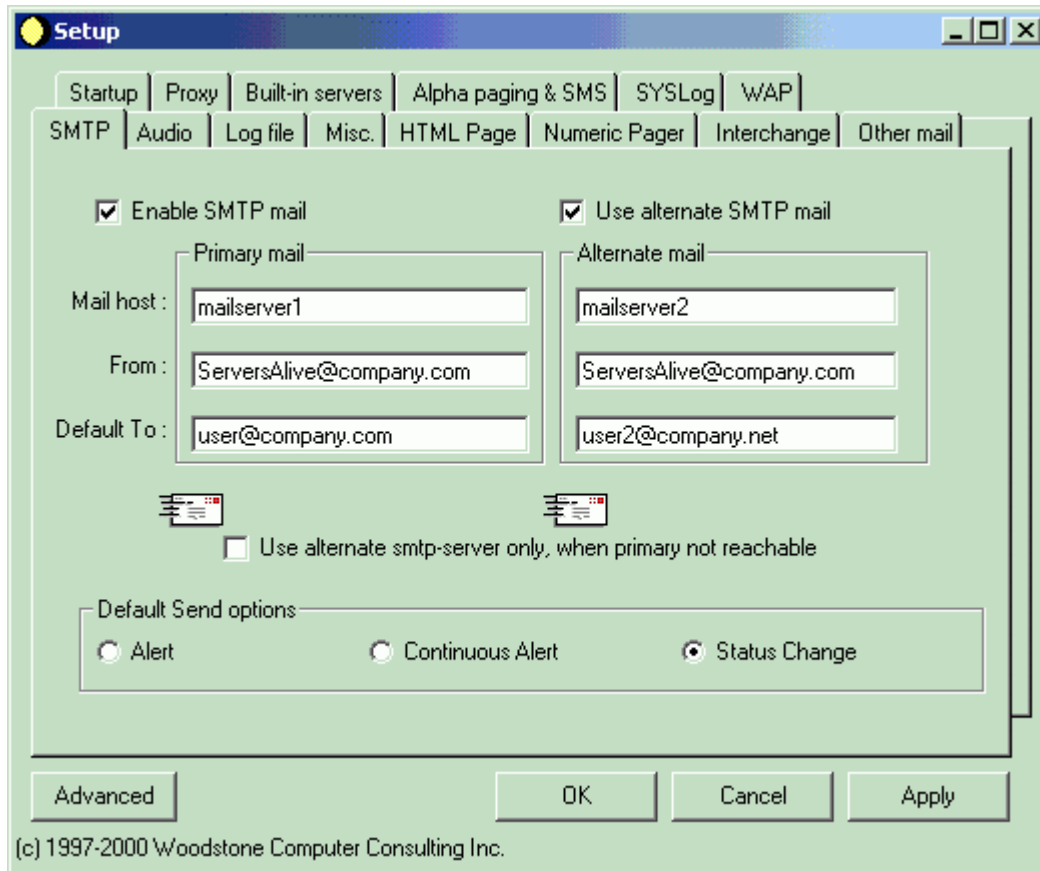 Setup
Startup Proxy Built-in servers Alpha paging & SMS SYSLog WAP
SMTP Audio Log file Misc. HTML Page Numeric Pager Interchange Other mail
Enable SMTP mail Use alternate SMTP mail
Primary mail Alternate mail
Mail host : mailserver1 mailserver2
From : ServersAlive@company.com ServersAlive@company.com
Default To : user@company.com user2@company.net
Use alternate smtp-server only, when primary not reachable
Default Send options
Alert Continuous Alert Status Change
Advanced OK Cancel Apply
(c) 1997-2000 Woodstone Computer Consulting Inc.